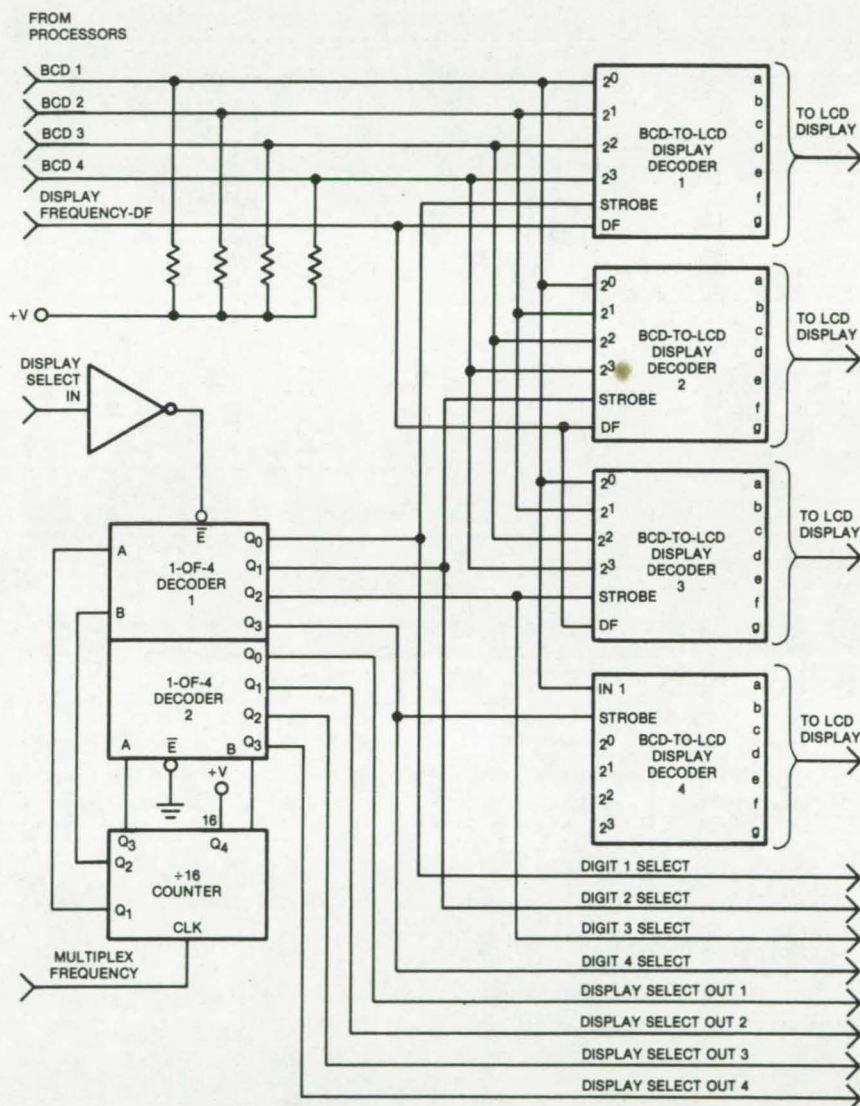 FROM
PROCESSORS
BCD 1
BCD 2
BCD 3
BCD 4
DISPLAY
FREQUENCY-DF
+V
DISPLAY
SELECT
IN
2⁰
2¹
2²
2³
STROBE
DF
BCD-TO-LCD
DISPLAY
DECODER
1
a
b
c
d
e
f
g
TO LCD
DISPLAY
2⁰
2¹
2²
2³
STROBE
DF
BCD-TO-LCD
DISPLAY
DECODER
2
a
b
c
d
e
f
g
TO LCD
DISPLAY
2⁰
2¹
2²
2³
STROBE
DF
BCD-TO-LCD
DISPLAY
DECODER
3
a
b
c
d
e
f
g
TO LCD
DISPLAY
IN 1
STROBE
2⁰
2¹
2²
2³
BCD-TO-LCD
DISPLAY
DECODER
4
a
b
c
d
e
f
g
TO LCD
DISPLAY
E̅
A
B
1-OF-4
DECODER
1
Q₀
Q₁
Q₂
Q₃
1-OF-4
DECODER
2
Q₀
Q₁
Q₂
Q₃
A
E̅
B
+V
16
Q₃
Q₄
Q₂
Q₁
÷16
COUNTER
CLK
MULTIPLEX
FREQUENCY
DIGIT 1 SELECT
DIGIT 2 SELECT
DIGIT 3 SELECT
DIGIT 4 SELECT
DISPLAY SELECT OUT 1
DISPLAY SELECT OUT 2
DISPLAY SELECT OUT 3
DISPLAY SELECT OUT 4